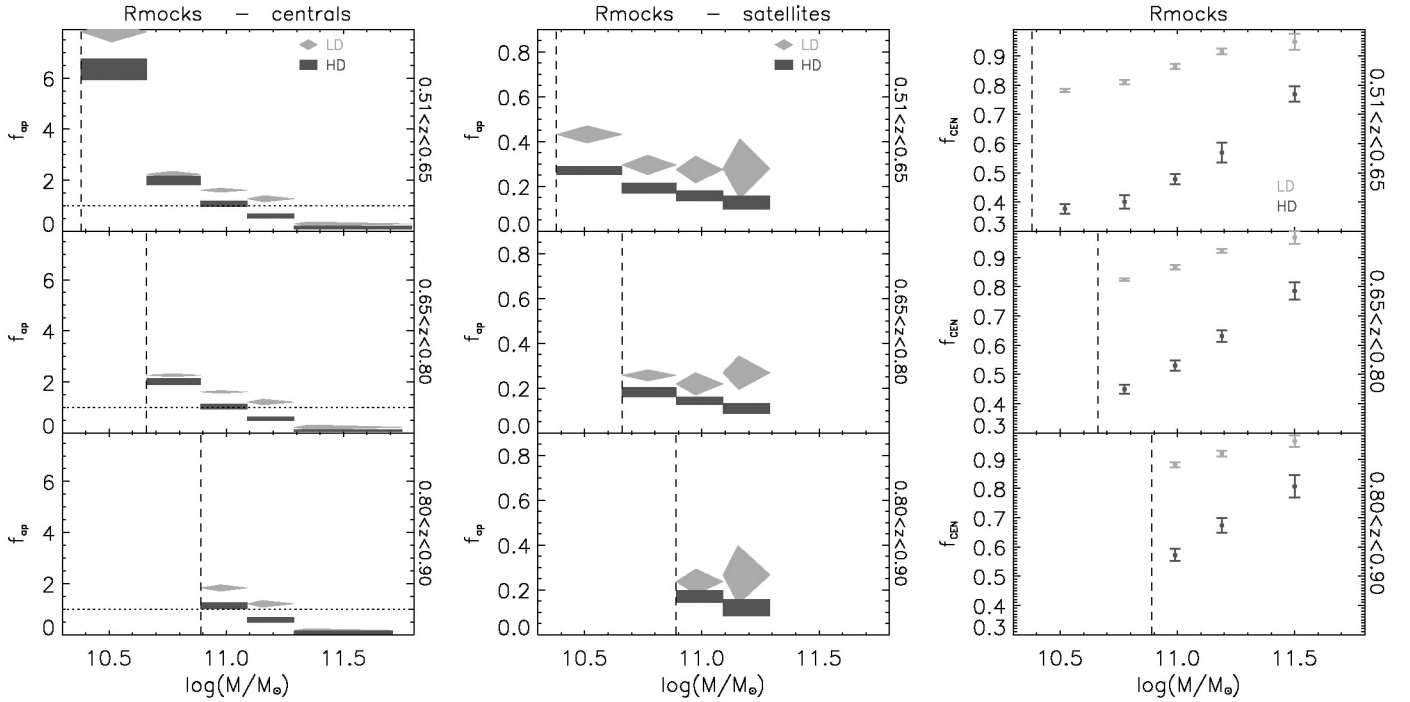 Rmocks – centrals
Rmocks – satellites
Rmocks
LD
HD
6
4
2
0
f_ap
0.51<z<0.65
LD
HD
0.8
0.6
0.4
0.2
0.0
f_ap
0.51<z<0.65
0.9
0.8
0.7
0.6
0.5
0.4
0.3
f_CEN
LD
HD
0.51<z<0.65
6
4
2
0
f_ap
0.65<z<0.80
0.8
0.6
0.4
0.2
0.0
f_ap
0.65<z<0.80
0.9
0.8
0.7
0.6
0.5
0.4
0.3
f_CEN
0.65<z<0.80
6
4
2
0
f_ap
0.80<z<0.90
0.8
0.6
0.4
0.2
0.0
f_ap
0.80<z<0.90
0.9
0.8
0.7
0.6
0.5
0.4
0.3
f_CEN
0.80<z<0.90
10.5 11.0 11.5
log(M/M⊙)
10.5 11.0 11.5
log(M/M⊙)
10.5 11.0 11.5
log(M/M⊙)